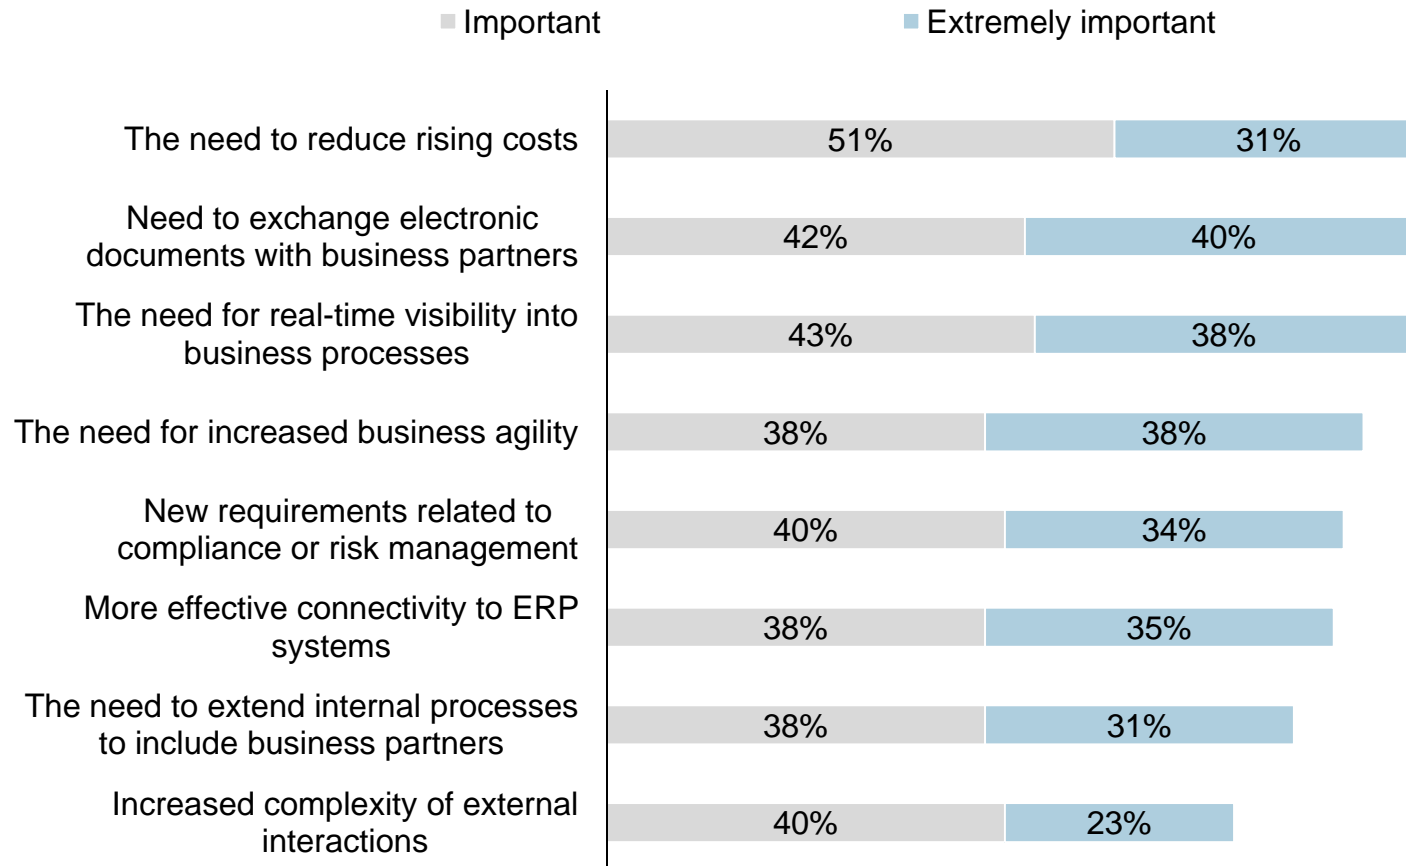 Important
Extremely important
The need to reduce rising costs
51%
31%
Need to exchange electronic
documents with business partners
42%
40%
The need for real-time visibility into
business processes
43%
38%
The need for increased business agility
38%
38%
New requirements related to
compliance or risk management
40%
34%
More effective connectivity to ERP
systems
38%
35%
The need to extend internal processes
to include business partners
38%
31%
Increased complexity of external
interactions
40%
23%